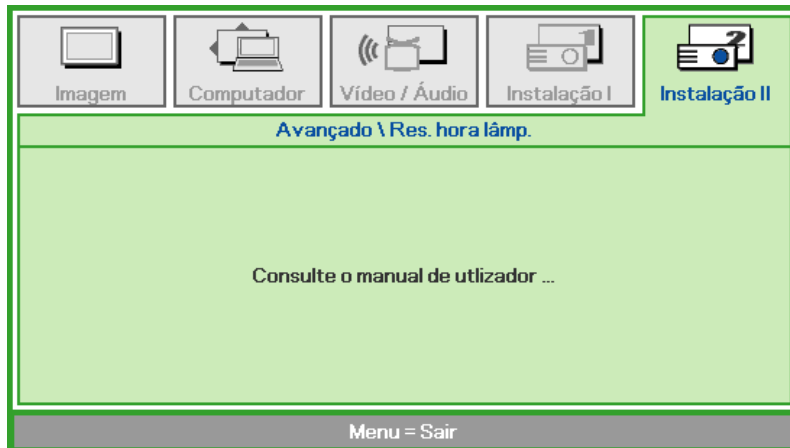 Imagem
Computador
Vídeo / Áudio
Instalação I
Instalação II
Avançado \ Res. hora lâmp.
Consulte o manual de utlizador ...
Menu = Sair